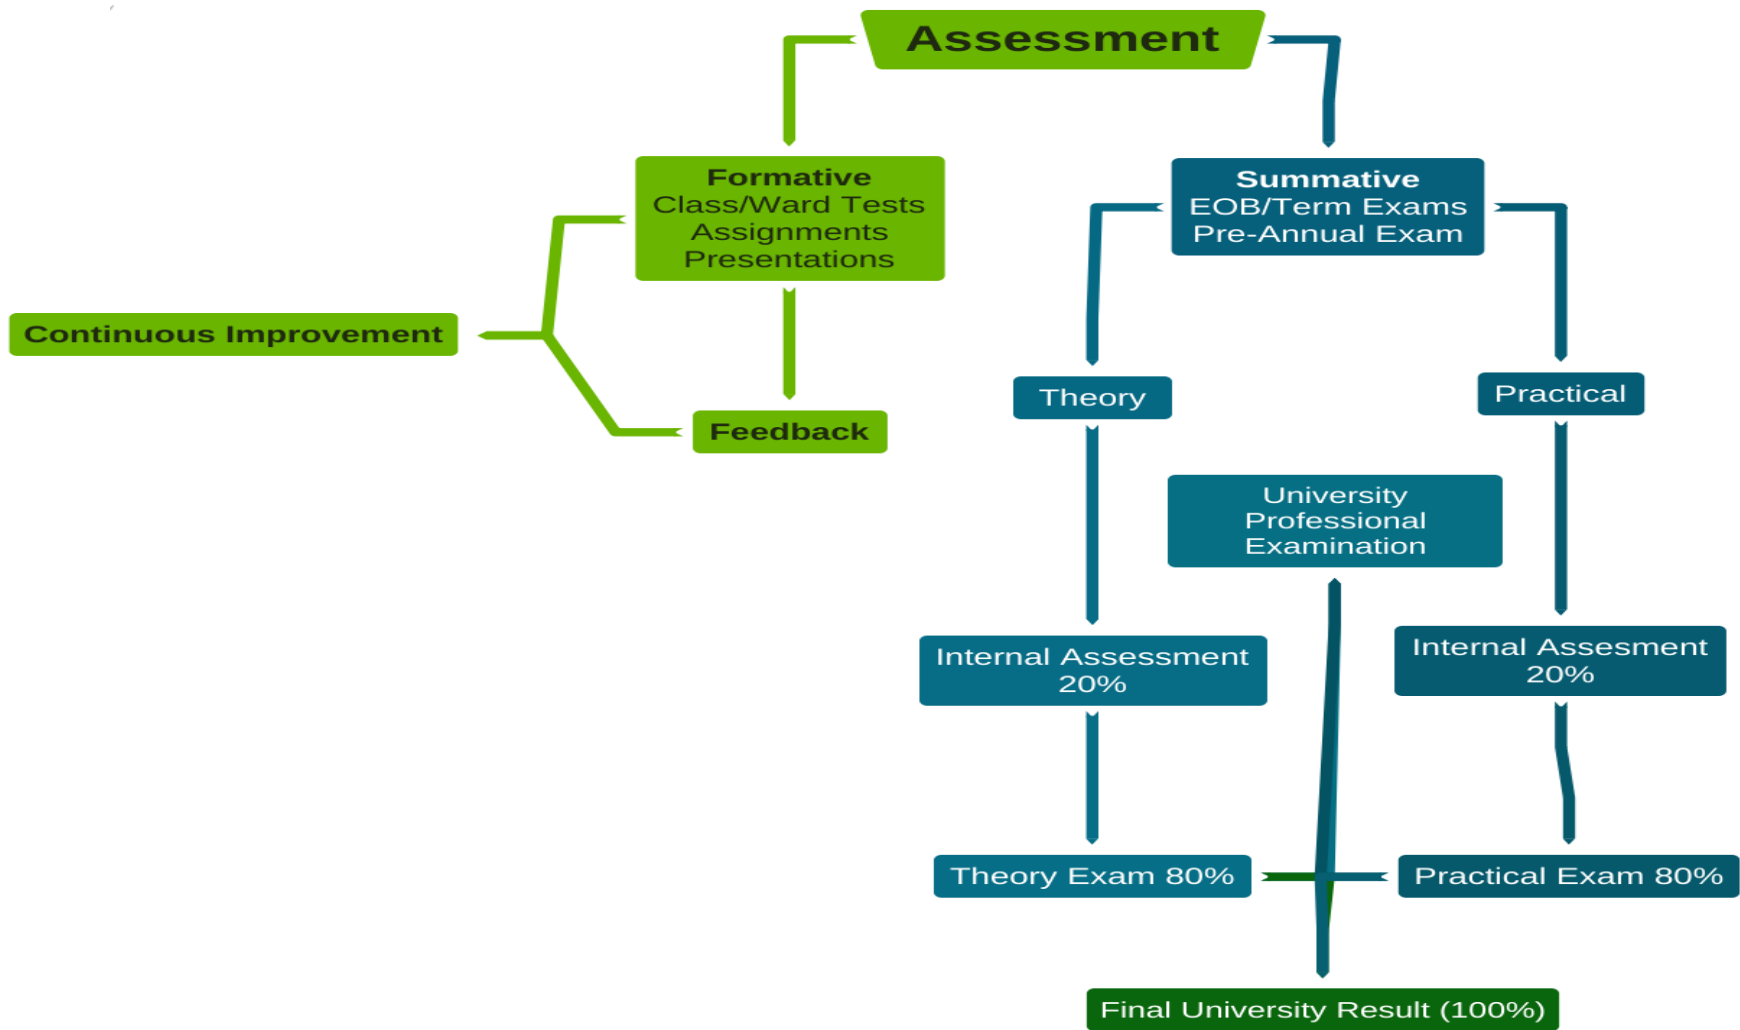 Assessment
Formative
Class/Ward Tests
Assignments
Presentations
Summative
EOB/Term Exams
Pre-Annual Exam
Continuous Improvement
Feedback
Theory
Practical
University
Professional
Examination
Internal Assessment
20%
Internal Assesment
20%
Theory Exam 80%
Practical Exam 80%
Final University Result (100%)